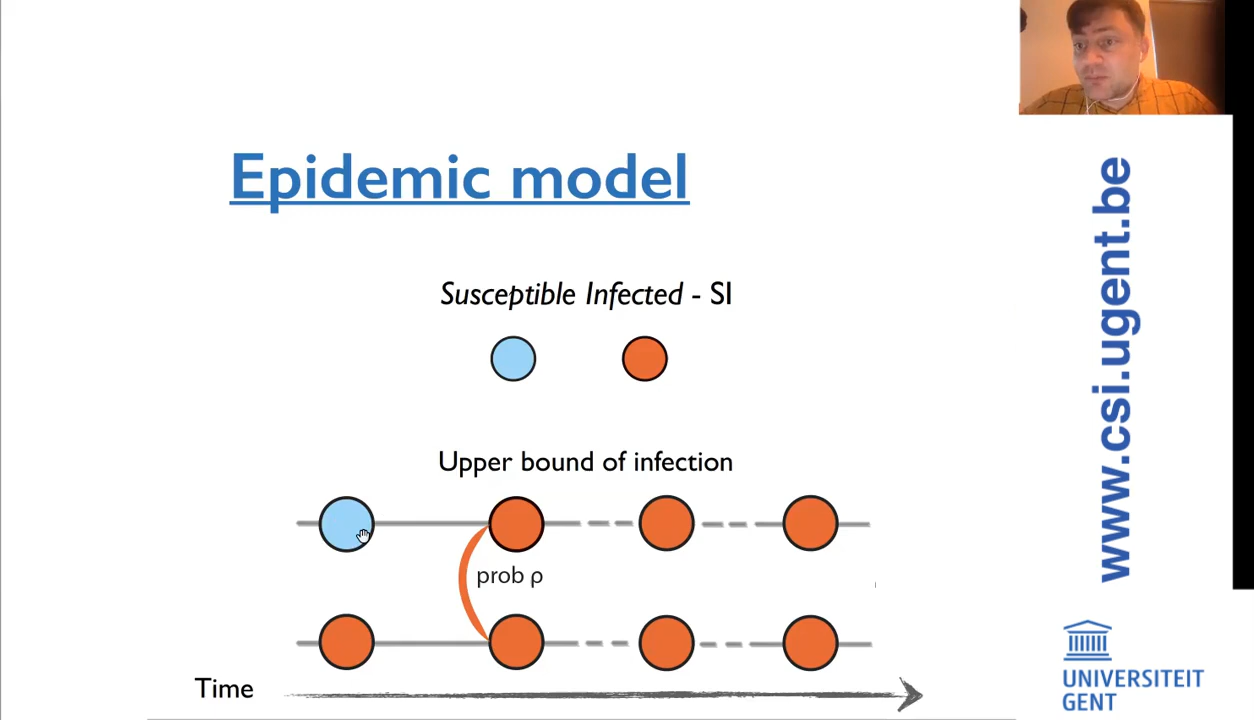 Epidemic model
Susceptible Infected - SI
Upper bound of infection
prob ρ
Time
www.csi.ugent.be
UNIVERSITEIT
GENT